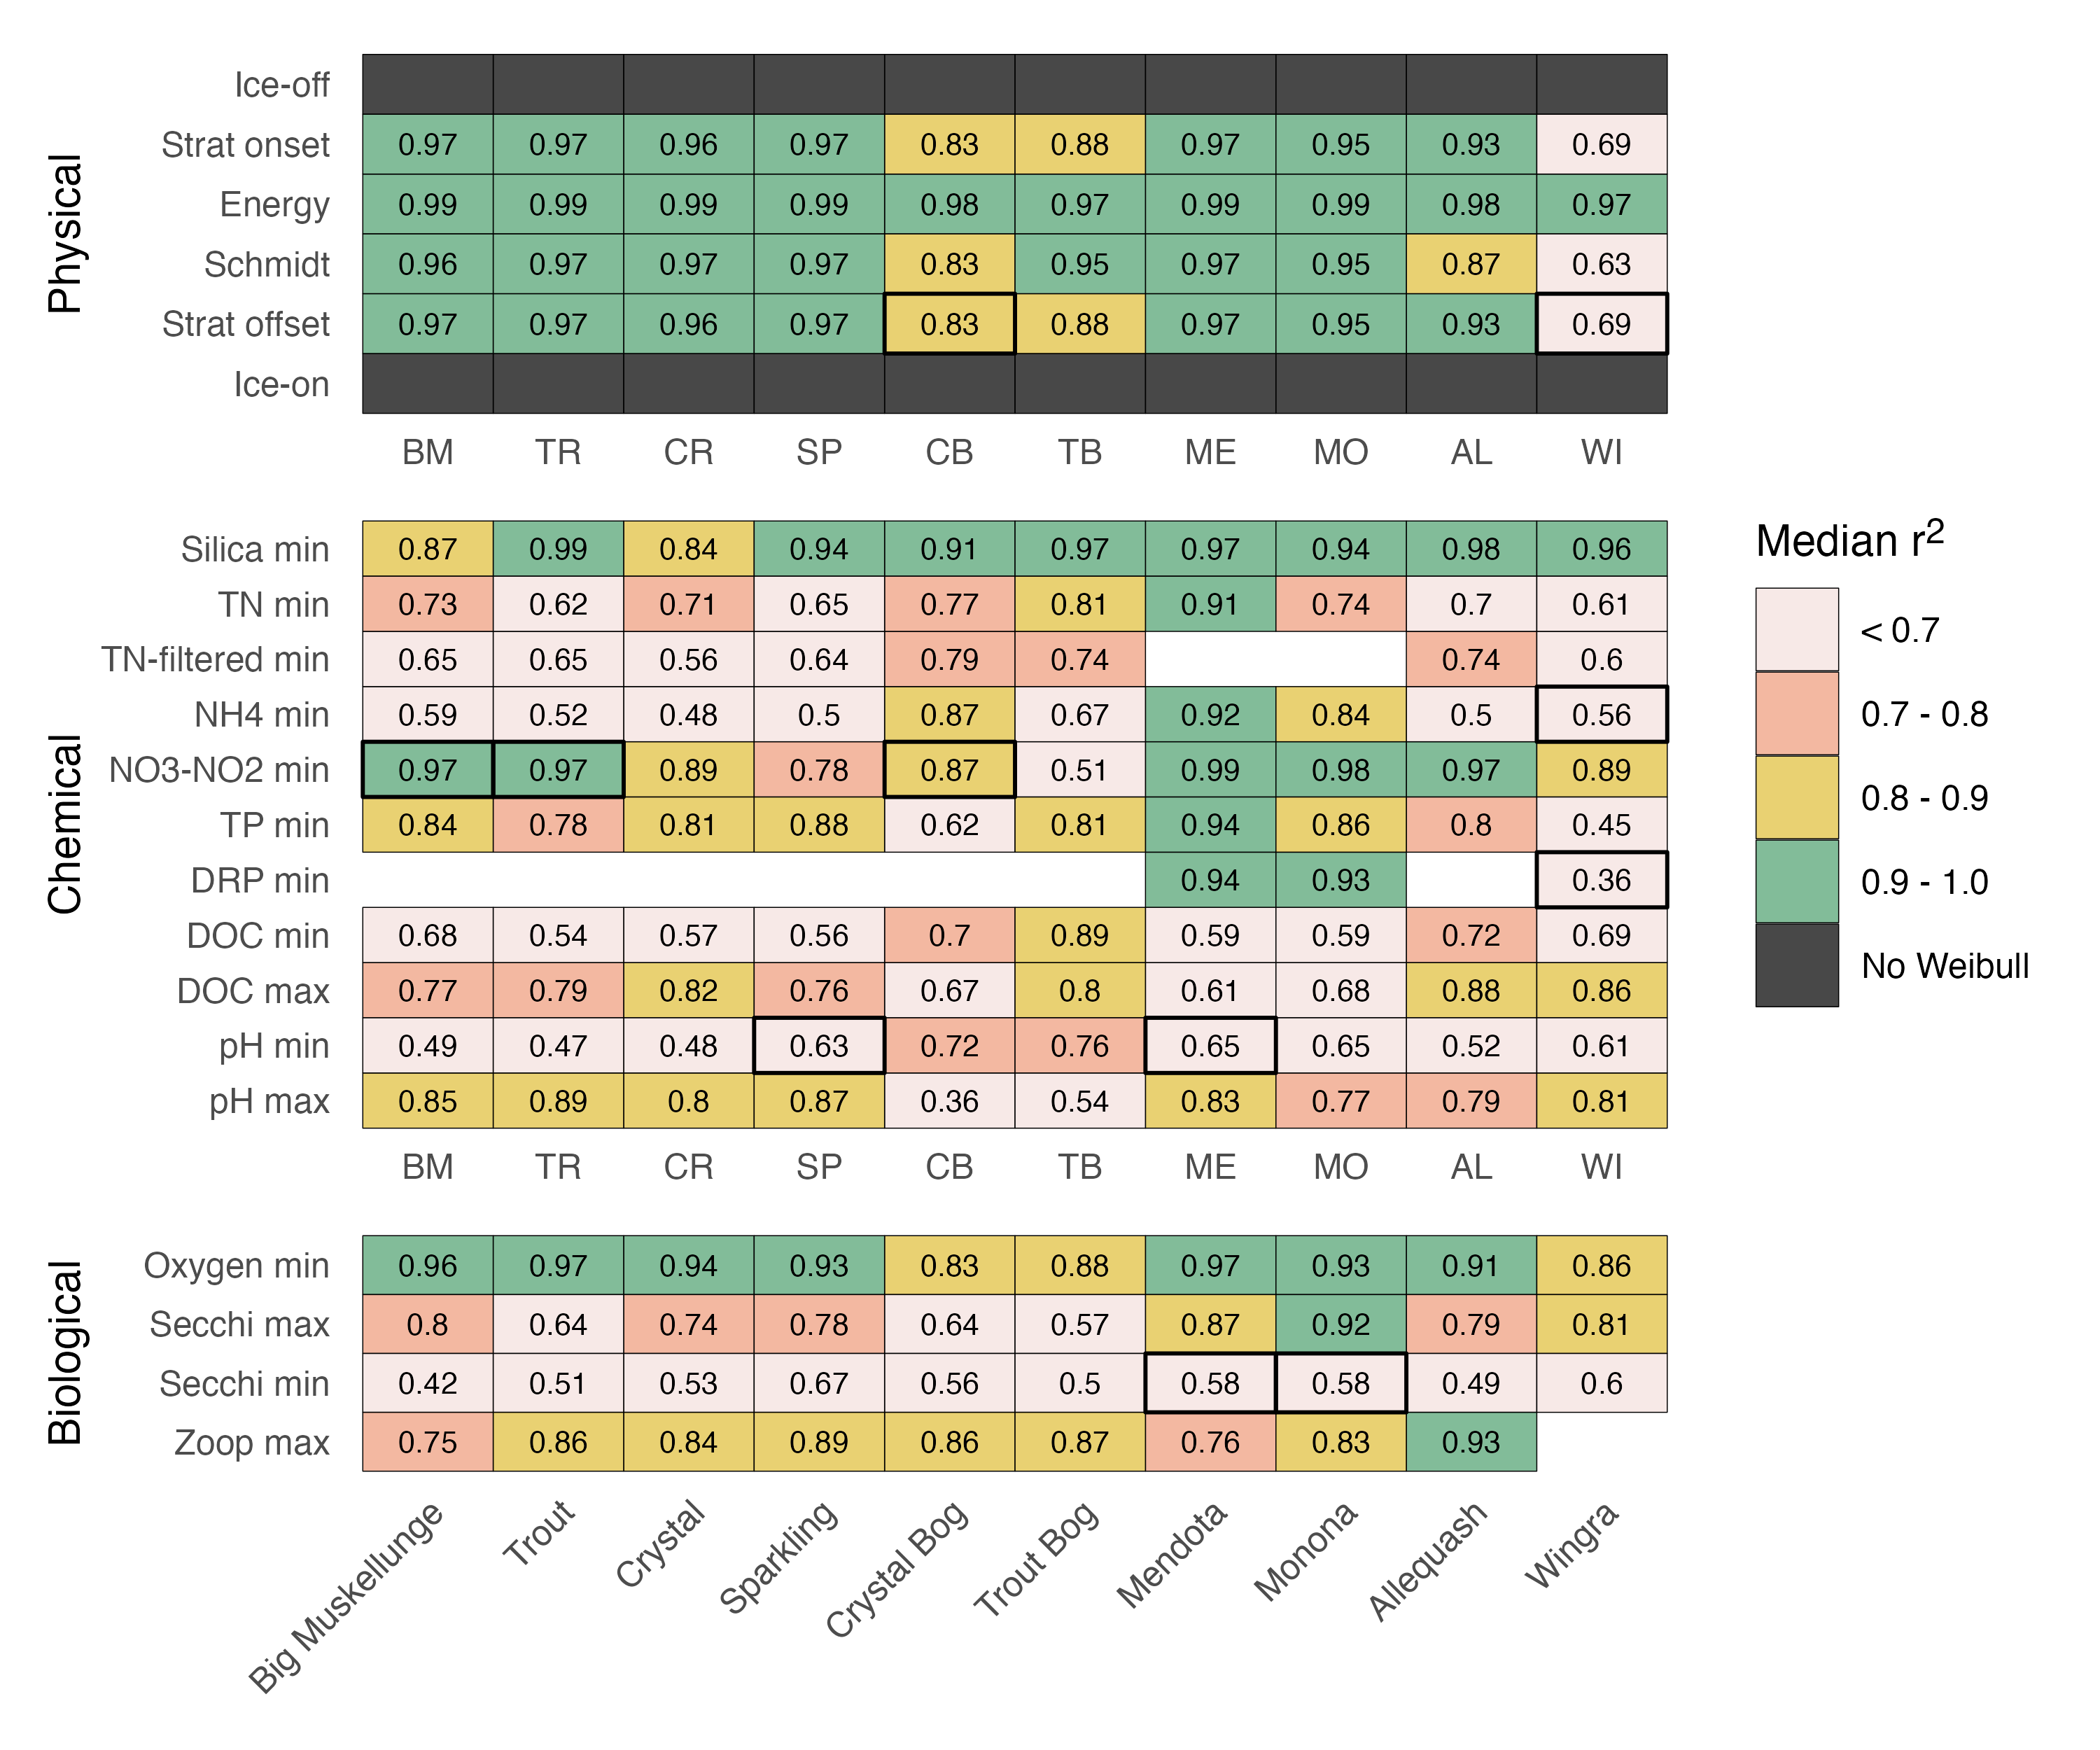 Physical
Ice-off
Strat onset 0.97 0.97 0.96 0.97 0.83 0.88 0.97 0.95 0.93 0.69
Energy 0.99 0.99 0.99 0.99 0.98 0.97 0.99 0.99 0.98 0.97
Schmidt 0.96 0.97 0.97 0.97 0.83 0.95 0.97 0.95 0.87 0.63
Strat offset 0.97 0.97 0.96 0.97 0.83 0.88 0.97 0.95 0.93 0.69
Ice-on
BM TR CR SP CB TB ME MO AL WI
Chemical
Silica min 0.87 0.99 0.84 0.94 0.91 0.97 0.97 0.94 0.98 0.96
TN min 0.73 0.62 0.71 0.65 0.77 0.81 0.91 0.74 0.7 0.61
TN-filtered min 0.65 0.65 0.56 0.64 0.79 0.74 0.74 0.6
NH4 min 0.59 0.52 0.48 0.5 0.87 0.67 0.92 0.84 0.5 0.56
NO3-NO2 min 0.97 0.97 0.89 0.78 0.87 0.51 0.99 0.98 0.97 0.89
TP min 0.84 0.78 0.81 0.88 0.62 0.81 0.94 0.86 0.8 0.45
DRP min 0.94 0.93 0.36
DOC min 0.68 0.54 0.57 0.56 0.7 0.89 0.59 0.59 0.72 0.69
DOC max 0.77 0.79 0.82 0.76 0.67 0.8 0.61 0.68 0.88 0.86
pH min 0.49 0.47 0.48 0.63 0.72 0.76 0.65 0.65 0.52 0.61
pH max 0.85 0.89 0.8 0.87 0.36 0.54 0.83 0.77 0.79 0.81
BM TR CR SP CB TB ME MO AL WI
Biological
Oxygen min 0.96 0.97 0.94 0.93 0.83 0.88 0.97 0.93 0.91 0.86
Secchi max 0.8 0.64 0.74 0.78 0.64 0.57 0.87 0.92 0.79 0.81
Secchi min 0.42 0.51 0.53 0.67 0.56 0.5 0.58 0.58 0.49 0.6
Zoop max 0.75 0.86 0.84 0.89 0.86 0.87 0.76 0.83 0.93
Big Muskellunge Trout Crystal Sparkling Crystal Bog Trout Bog Mendota Monona Allequash Wingra
Median r²
< 0.7
0.7 - 0.8
0.8 - 0.9
0.9 - 1.0
No Weibull